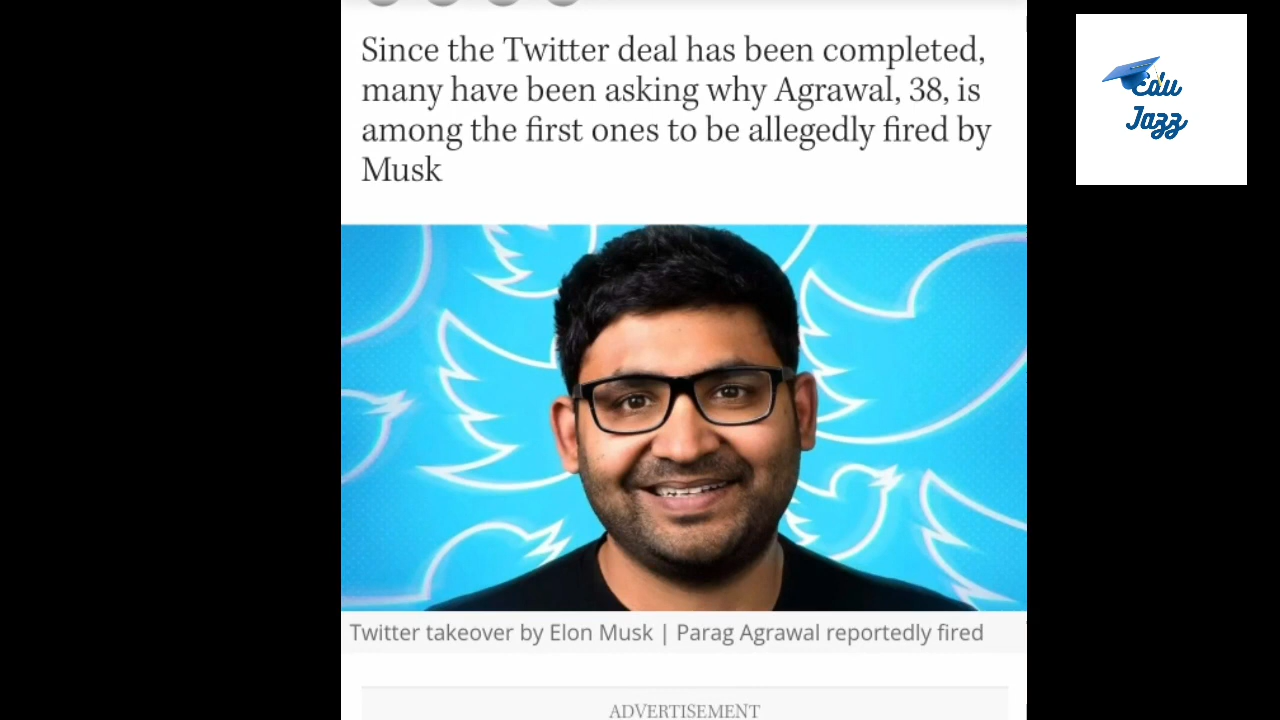 Since the Twitter deal has been completed,
many have been asking why Agrawal, 38, is
among the first ones to be allegedly fired by
Musk
Edu
Jazz
Twitter takeover by Elon Musk | Parag Agrawal reportedly fired
ADVERTISEMENT